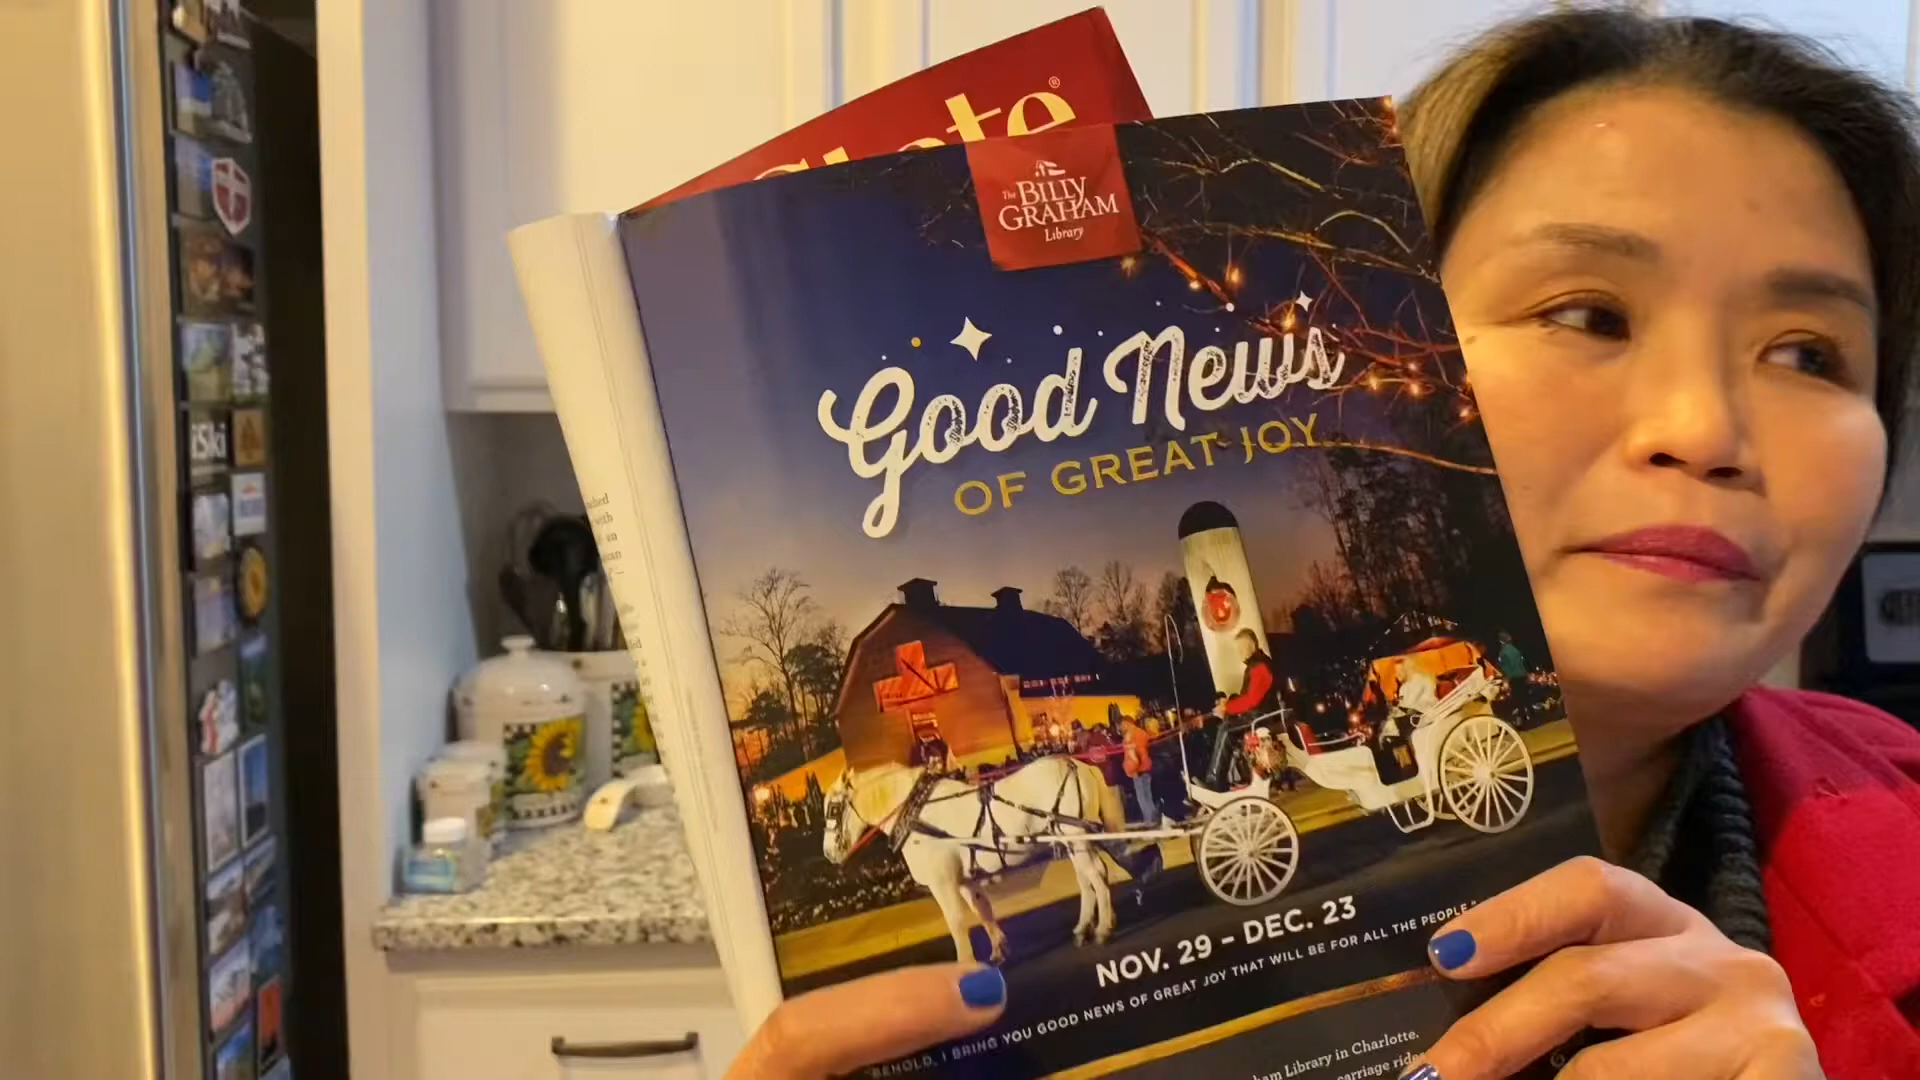 The
BILLY
GRAHAM
Library
Good News
OF GREAT JOY
iSki
NOV. 29 – DEC. 23
"BEHOLD, I BRING YOU GOOD NEWS OF GREAT JOY THAT WILL BE FOR ALL THE PEOPLE."
Library in Charlotte.
carriage